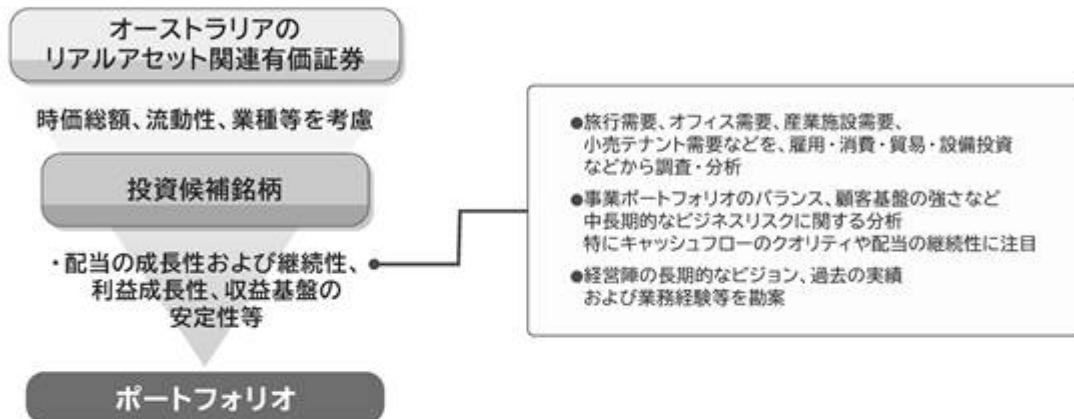 オーストラリアの
リアルアセット関連有価証券
時価総額、流動性、業種等を考慮
投資候補銘柄
・配当の成長性および継続性、
利益成長性、収益基盤の
安定性等
ポートフォリオ
●旅行需要、オフィス需要、産業施設需要、
小売テナント需要などを、雇用・消費・貿易・設備投資
などから調査・分析
●事業ポートフォリオのバランス、顧客基盤の強さなど
中長期的なビジネスリスクに関する分析
特にキャッシュフローのクオリティや配当の継続性に注目
●経営陣の長期的なビジョン、過去の実績
および業務経験等を勘案